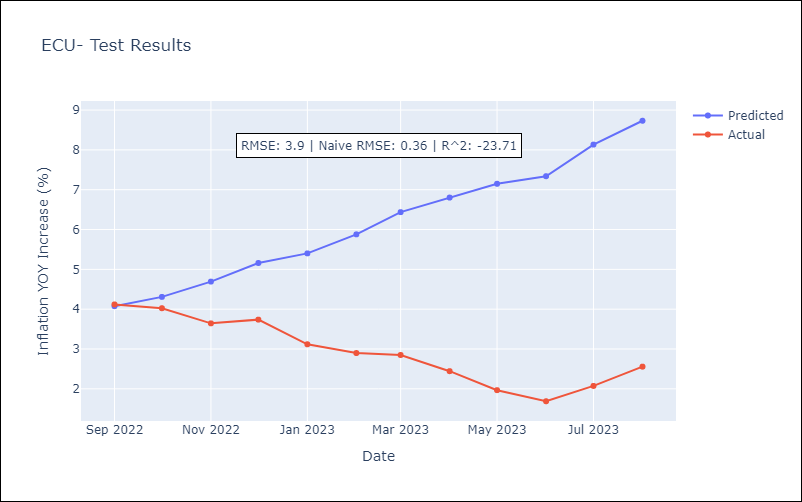 ECU- Test Results
RMSE: 3.9 | Naive RMSE: 0.36 | R^2: -23.71
Predicted
Actual
Inflation YOY Increase (%)
9
8
7
6
5
4
3
2
Sep 2022 Nov 2022 Jan 2023 Mar 2023 May 2023 Jul 2023
Date